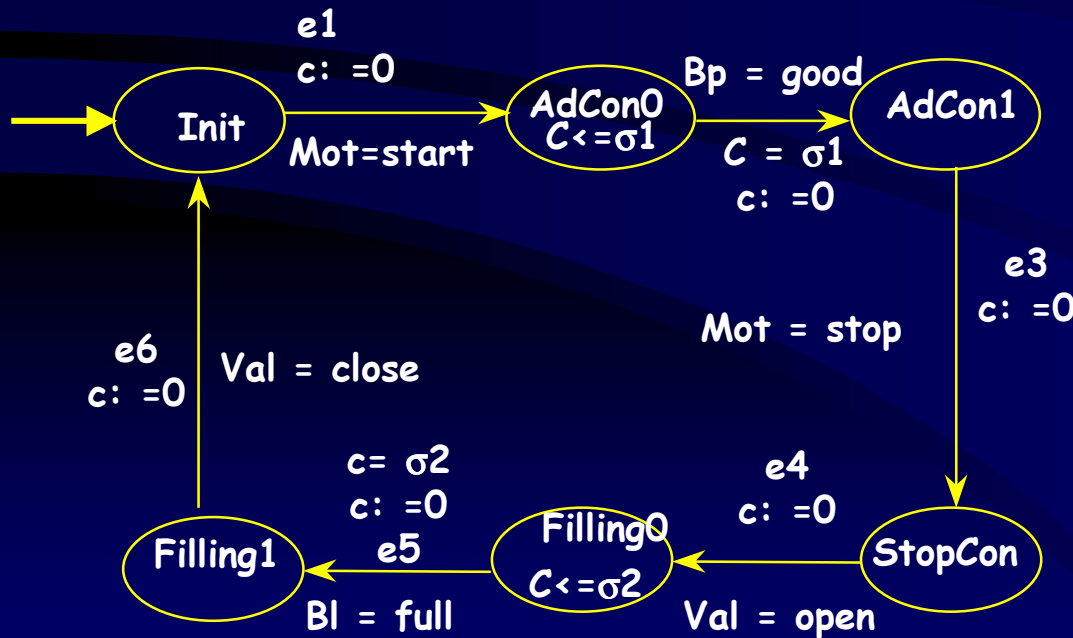 e1
c: =0
Init
Mot=start
AdCon0
C<=σ1
Bp = good
C = σ1
c: =0
AdCon1
e3
c: =0
Mot = stop
e6
c: =0
Val = close
c= σ2
c: =0
e5
Filling1
Bl = full
Filling0
C<=σ2
e4
c: =0
Val = open
StopCon